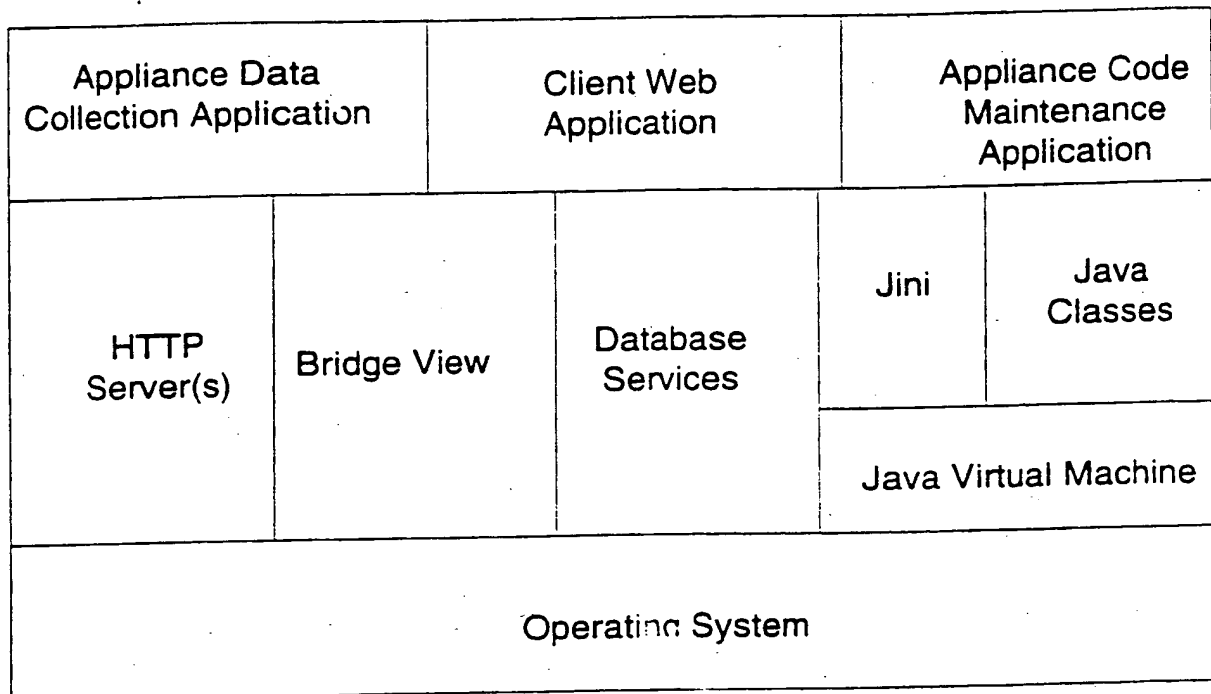 Appliance Data
Collection Application
Client Web
Application
Appliance Code
Maintenance
Application
HTTP
Server(s)
Bridge View
Database
Services
Jini
Java
Classes
Java Virtual Machine
Operating System